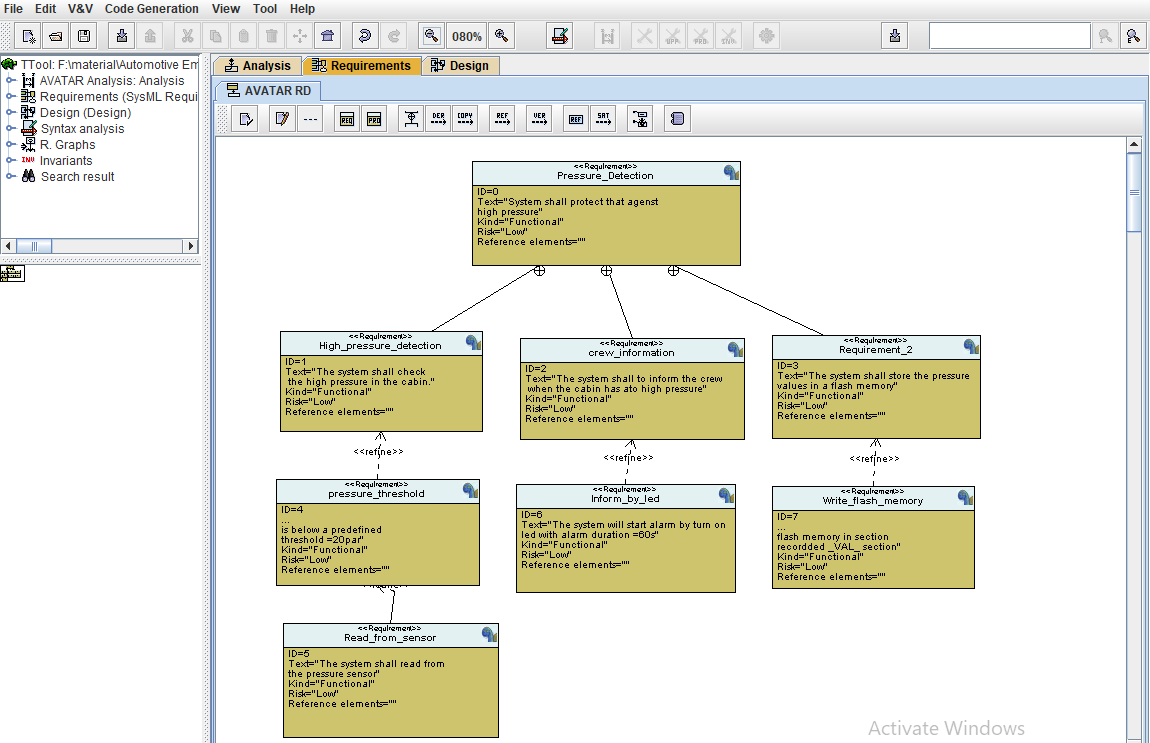 File Edit V&V Code Generation View Tool Help
080%
TTool: F:\material\Automotive Em
AVATAR Analysis: Analysis
Requirements (SysML Requi
Design (Design)
Syntax analysis
R. Graphs
INV Invariants
Search result
Analysis Requirements Design
AVATAR RD
REQ PRO DER COPY REF VER REF SAT
<<Requirement>>
Pressure_Detection
ID=0
Text="System shall protect that agenst
high pressure"
Kind="Functional"
Risk="Low"
Reference elements=""
<<Requirement>>
High_pressure_detection
ID=1
Text="The system shall check
the high pressure in the cabin."
Kind="Functional"
Risk="Low"
Reference elements=""
<<Requirement>>
crew_information
ID=2
Text="The system shall to inform the crew
when the cabin has ato high pressure"
Kind="Functional"
Risk="Low"
Reference elements=""
<<Requirement>>
Requirement_2
ID=3
Text="The system shall store the pressure
values in a flash memory"
Kind="Functional"
Risk="Low"
Reference elements=""
<<refine>>
<<refine>>
<<refine>>
<<Requirement>>
pressure_threshold
ID=4
...
is below a predefined
threshold =20par"
Kind="Functional"
Risk="Low"
Reference elements=""
<<Requirement>>
Inform_by_led
ID=6
Text="The system will start alarm by turn on
led with alarm duration =60s"
Kind="Functional"
Risk="Low"
Reference elements=""
<<Requirement>>
Write_flash_memory
ID=7
...
flash memory in section
recordded _VAL_ section"
Kind="Functional"
Risk="Low"
Reference elements=""
<<Requirement>>
Read_from_sensor
ID=5
Text="The system shall read from
the pressure sensor"
Kind="Functional"
Risk="Low"
Reference elements=""
Activate Windows